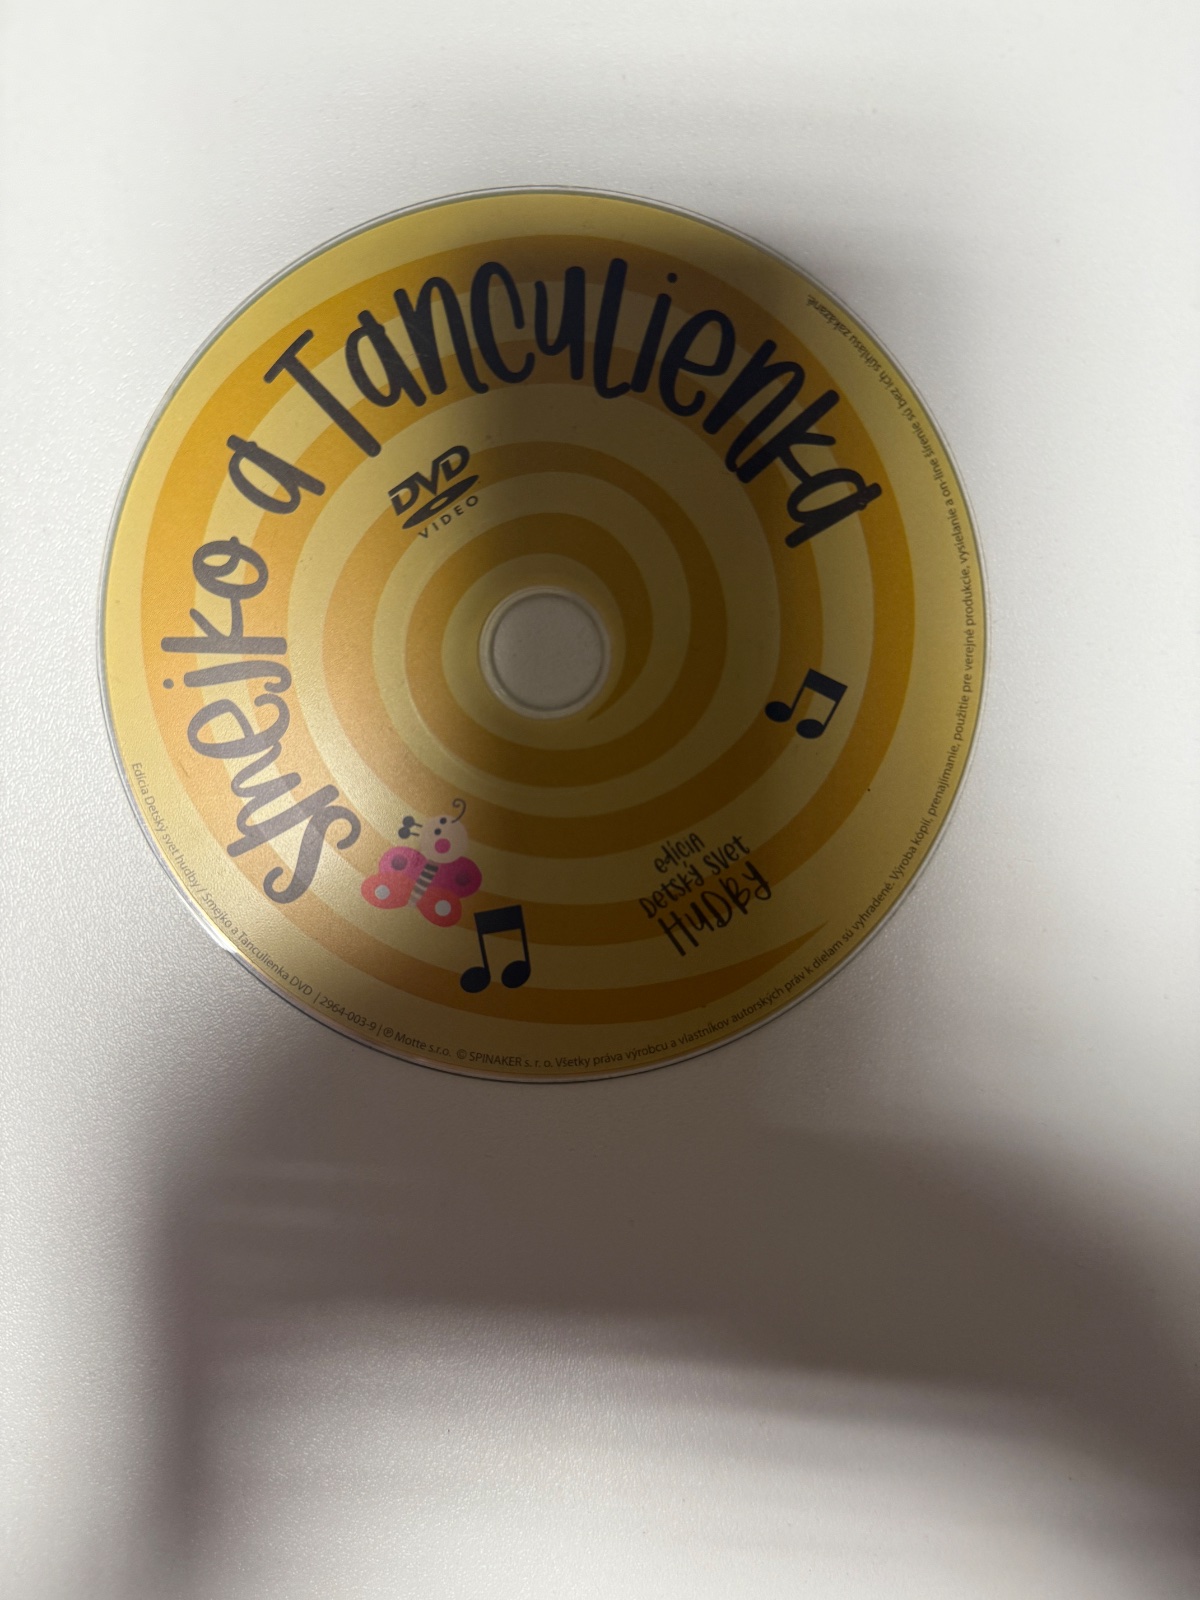 Smejko a Tanculienka
DVD
VIDEO
edícia
Detský svet
HUDBY
Edícia Detský svet hudby / Smejko a Tanculienka DVD | 2964-003-9 | ℗ Motte s.r.o. © SPINAKER s. r. o. Všetky práva výrobcu a vlastníkov autorských práv k dielam sú vyhradené. Výroba kópií, prenajímanie, použitie pre verejné produkcie, vysielanie a on-line šírenie sú bez ich súhlasu zakázané.